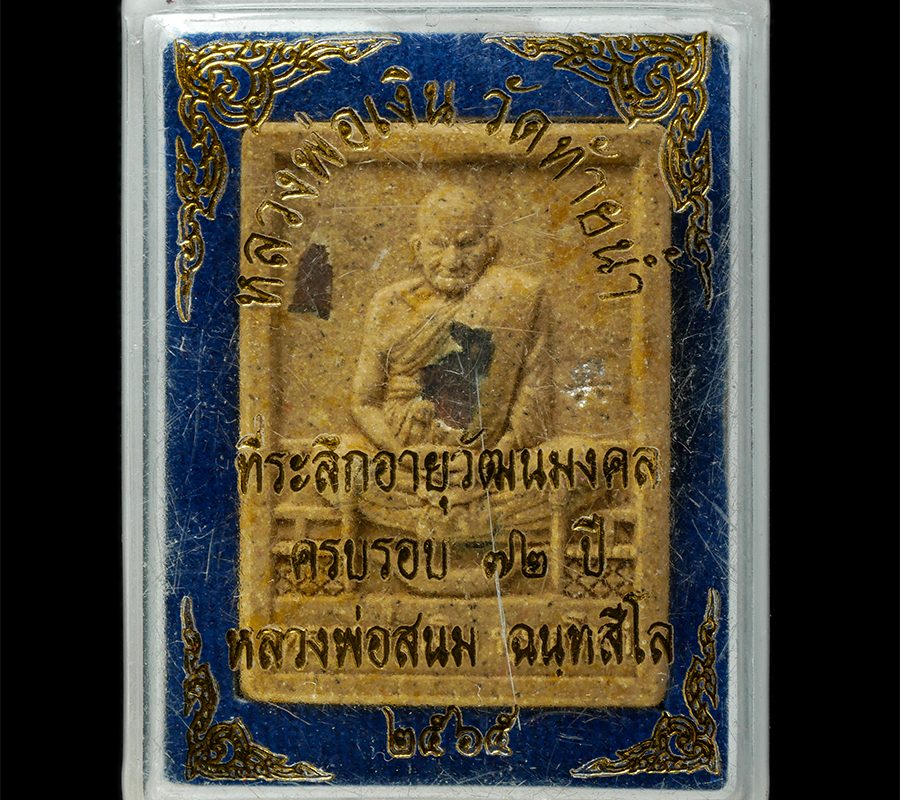 หลวงพ่อเงิน วัดท้ายน้ำ
ที่ระลึกอายุวัฒนมงคล
ครบรอบ ๗๒ ปี
หลวงพ่อสนม ฉนฺทสีโล
๒๕๖๕